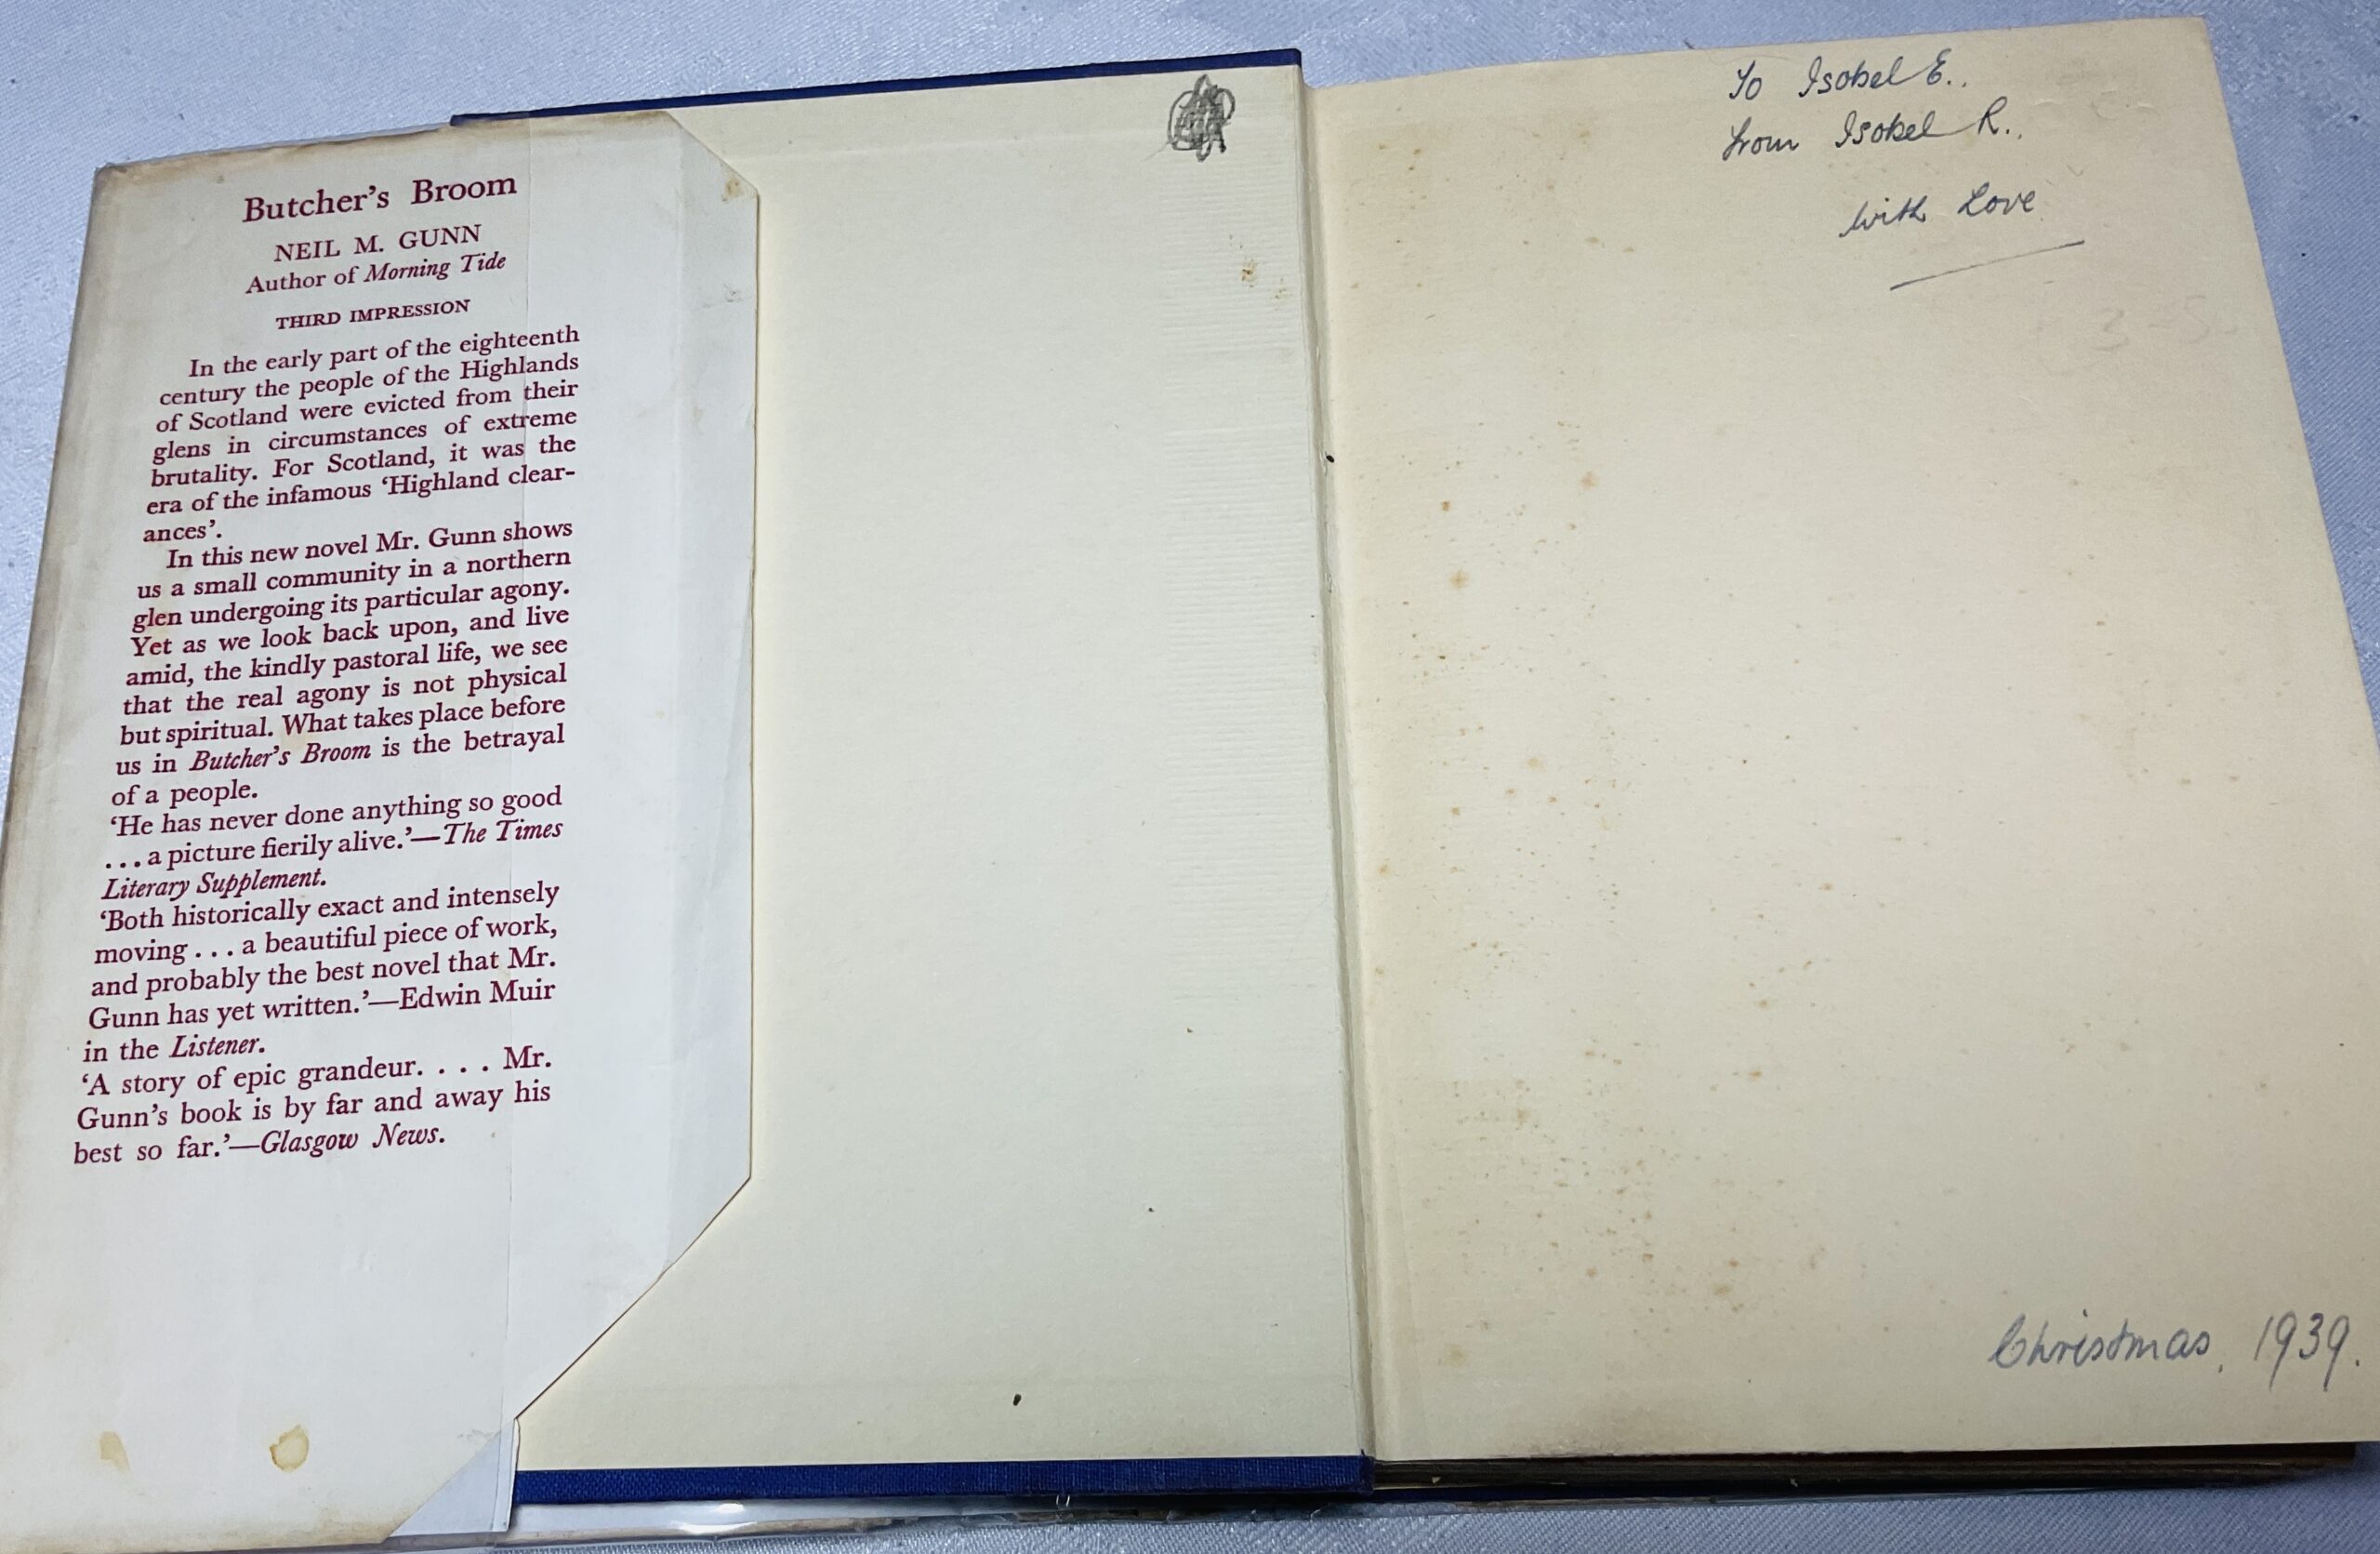 Butcher's Broom
NEIL M. GUNN
Author of Morning Tide
THIRD IMPRESSION
In the early part of the eighteenth
century the people of the Highlands
of Scotland were evicted from their
glens in circumstances of extreme
brutality. For Scotland, it was the
era of the infamous ‘Highland clear-
ances’.
In this new novel Mr. Gunn shows
us a small community in a northern
glen undergoing its particular agony.
Yet as we look back upon, and live
amid, the kindly pastoral life, we see
that the real agony is not physical
but spiritual. What takes place before
us in Butcher's Broom is the betrayal
of a people.
‘He has never done anything so good
. . . a picture fierily alive.’—The Times
Literary Supplement.
‘Both historically exact and intensely
moving . . . a beautiful piece of work,
and probably the best novel that Mr.
Gunn has yet written.’—Edwin Muir
in the Listener.
‘A story of epic grandeur. . . . Mr.
Gunn's book is by far and away his
best so far.’—Glasgow News.
To Isobel E..
from Isobel R..
with Love
Christmas, 1939.